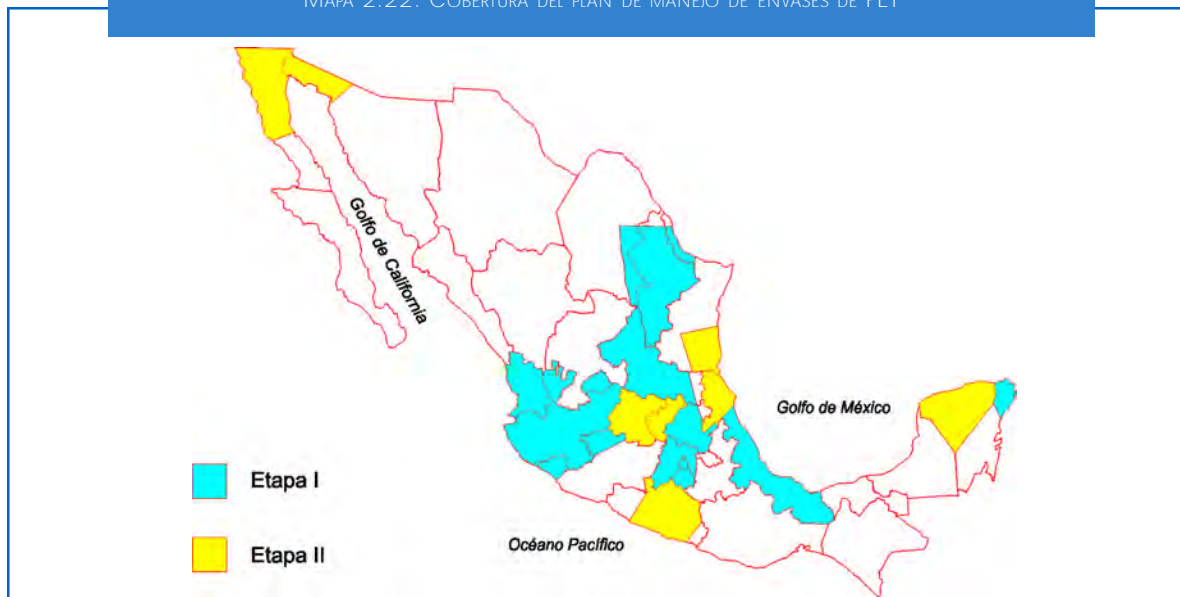 MAPA 2.22. COBERTURA DEL PLAN DE MANEJO DE ENVASES DE PET
Golfo de California
Golfo de México
Etapa I
Océano Pacífico
Etapa II